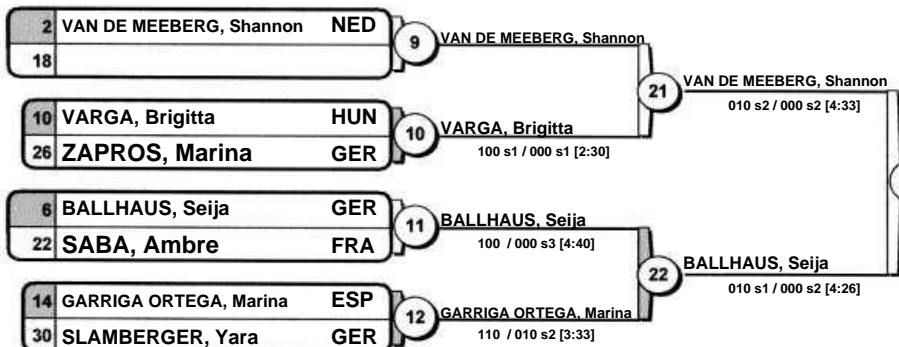 2 VAN DE MEEBERG, Shannon NED
18
9
VAN DE MEEBERG, Shannon
10 VARGA, Brigitta HUN
26 ZAPROS, Marina GER
10
VARGA, Brigitta
100 s1 / 000 s1 [2:30]
21
VAN DE MEEBERG, Shannon
010 s2 / 000 s2 [4:33]
6 BALLHAUS, Seija GER
22 SABA, Ambre FRA
11
BALLHAUS, Seija
100 / 000 s3 [4:40]
14 GARRIGA ORTEGA, Marina ESP
30 SLAMBERGER, Yara GER
12
GARRIGA ORTEGA, Marina
110 / 010 s2 [3:33]
22
BALLHAUS, Seija
010 s1 / 000 s2 [4:26]